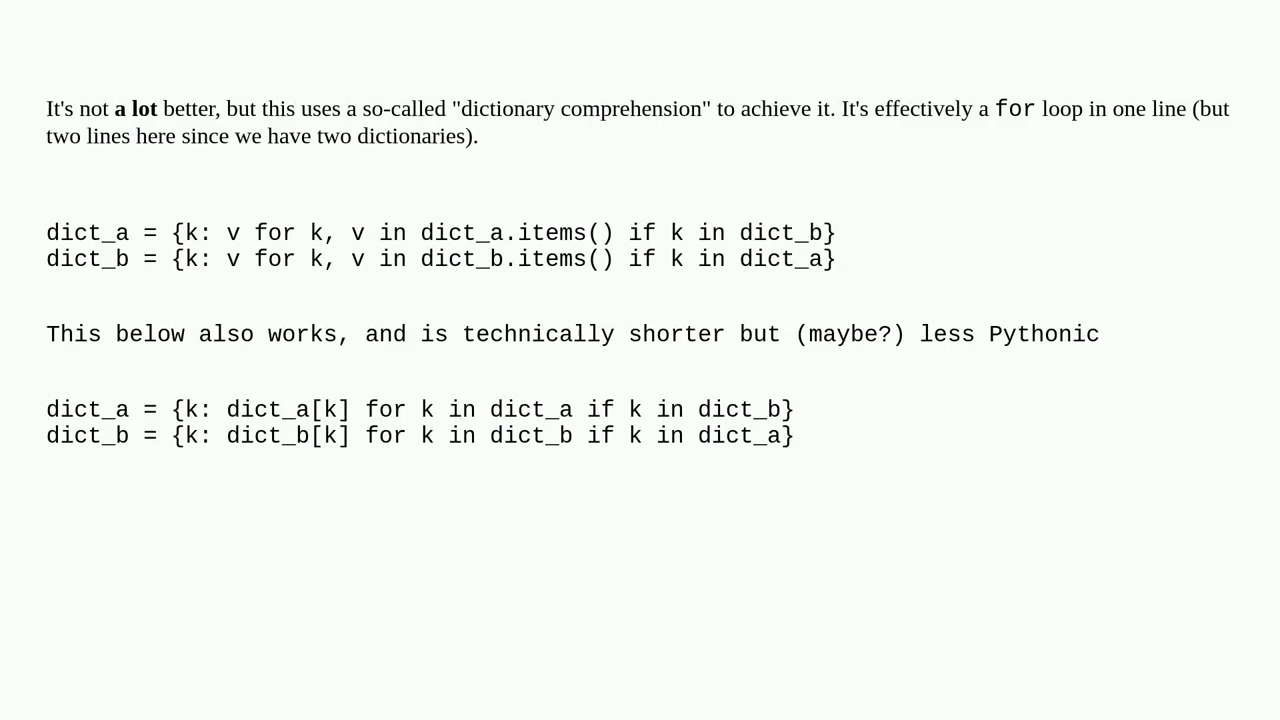 It's not a lot better, but this uses a so-called "dictionary comprehension" to achieve it. It's effectively a for loop in one line (but
two lines here since we have two dictionaries).
dict_a = {k: v for k, v in dict_a.items() if k in dict_b}
dict_b = {k: v for k, v in dict_b.items() if k in dict_a}
This below also works, and is technically shorter but (maybe?) less Pythonic
dict_a = {k: dict_a[k] for k in dict_a if k in dict_b}
dict_b = {k: dict_b[k] for k in dict_b if k in dict_a}